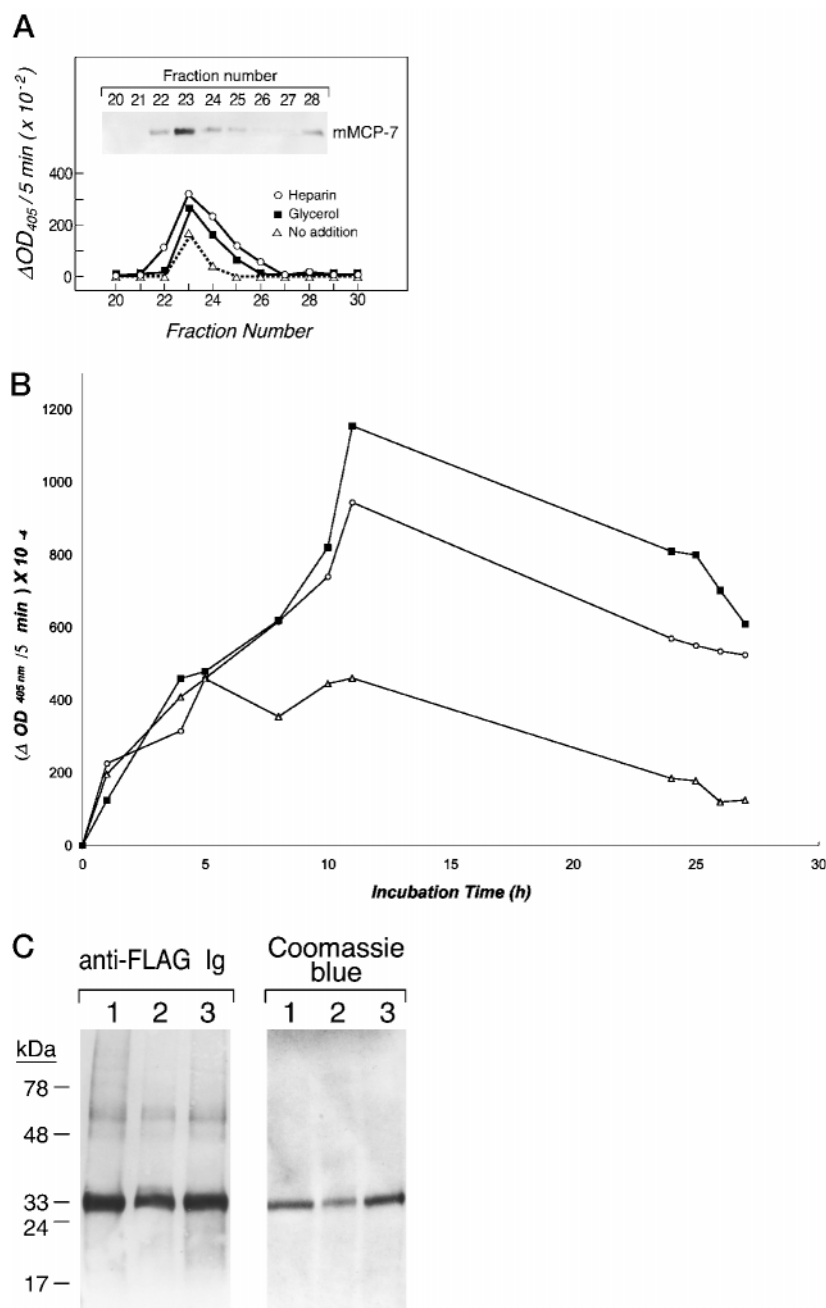 A
Fraction number
20 21 22 23 24 25 26 27 28
mMCP-7
ΔOD405 / 5 min ( x 10-2)
400
200
0
Heparin
Glycerol
No addition
20 22 24 26 28 30
Fraction Number
B
(Δ OD 405 nm /5 min ) X 10 -4
1200
1000
800
600
400
200
0
0 5 10 15 20 25 30
Incubation Time (h)
C
anti-FLAG Ig
Coomassie
blue
1 2 3 1 2 3
kDa
78
48
33
24
17